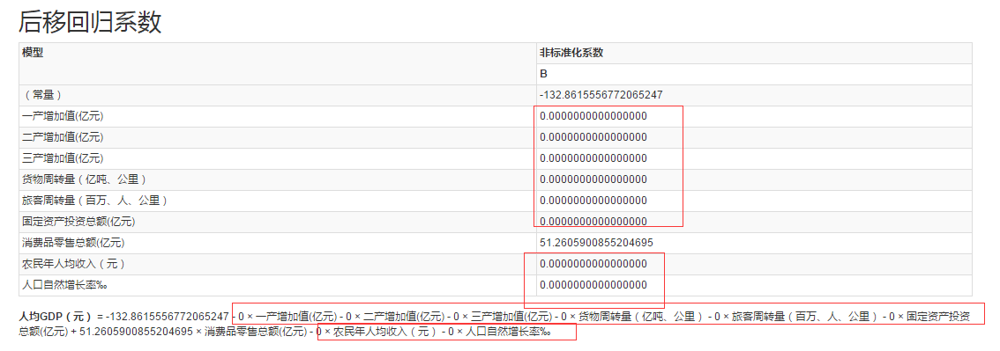 后移回归系数
模型 非标准化系数
B
（常量） -132.8615556772065247
一产增加值(亿元) 0.0000000000000000
二产增加值(亿元) 0.0000000000000000
三产增加值(亿元) 0.0000000000000000
货物周转量（亿吨、公里） 0.0000000000000000
旅客周转量（百万、人、公里） 0.0000000000000000
固定资产投资总额(亿元) 0.0000000000000000
消费品零售总额(亿元) 51.2605900855204695
农民年人均收入（元） 0.0000000000000000
人口自然增长率‰ 0.0000000000000000
人均GDP（元） = -132.8615556772065247 - 0 × 一产增加值(亿元) - 0 × 二产增加值(亿元) - 0 × 三产增加值(亿元) - 0 × 货物周转量（亿吨、公里） - 0 × 旅客周转量（百万、人、公里） - 0 × 固定资产投资
总额(亿元) + 51.2605900855204695 × 消费品零售总额(亿元) - 0 × 农民年人均收入（元） - 0 × 人口自然增长率‰